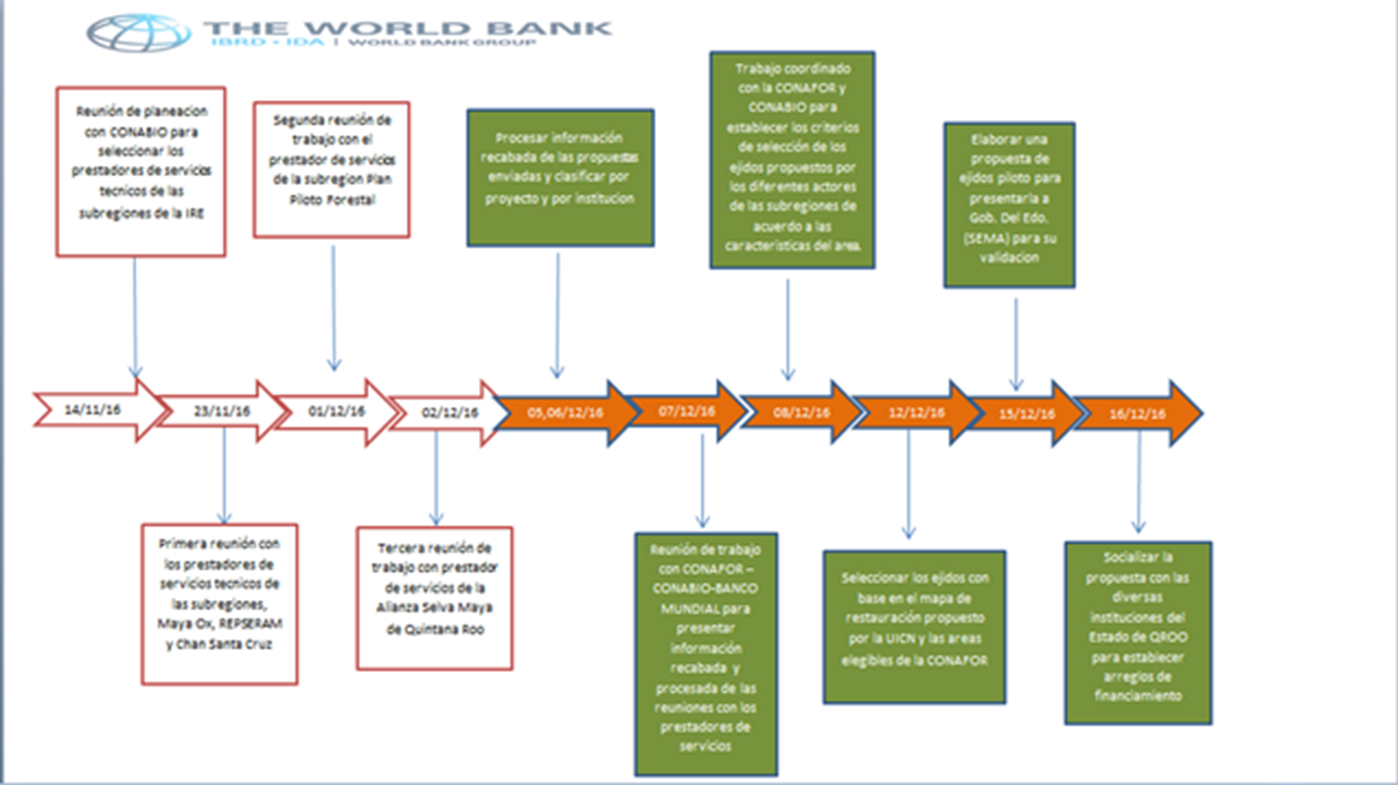 THE WORLD BANK
IBRD • IDA | WORLD BANK GROUP
Reunión de planeacion
con CONABIO para
seleccionar los
prestadores de servicios
tecnicos de las
subregiones de la IRE
Segunda reunión de
trabajo con el
prestador de servicios
de la subregion Plan
Piloto Forestal
Procesar información
recabada de las propuestas
enviadas y clasificar por
proyecto y por institucion
Trabajo coordinado
con la CONAFOR y
CONABIO para
establecer los criterios
de selección de los
ejidos propuestos por
los diferentes actores
de las subregiones de
acuerdo a las
caracteristicas del area.
Elaborar una
propuesta de
ejidos piloto para
presentarla a
Gob. Del Edo.
(SEMA) para su
validacion
14/11/16
23/11/16
01/12/16
02/12/16
05,06/12/16
07/12/16
08/12/16
12/12/16
15/12/16
16/12/16
Primera reunión con
los prestadores de
servicios tecnicos de
las subregiones,
Maya Ox, REPSERAM
y Chan Santa Cruz
Tercera reunión de
trabajo con prestador
de servicios de la
Alianza Selva Maya
de Quintana Roo
Reunión de trabajo
con CONAFOR –
CONABIO-BANCO
MUNDIAL para
presentar
información
recabada y
procesada de las
reuniones con los
prestadores de
servicios
Seleccionar los ejidos con
base en el mapa de
restauración propuesto
por la UICN y las areas
elegibles de la CONAFOR
Socializar la
propuesta con las
diversas
instituciones del
Estado de QROO
para establecer
arreglos de
financiamiento